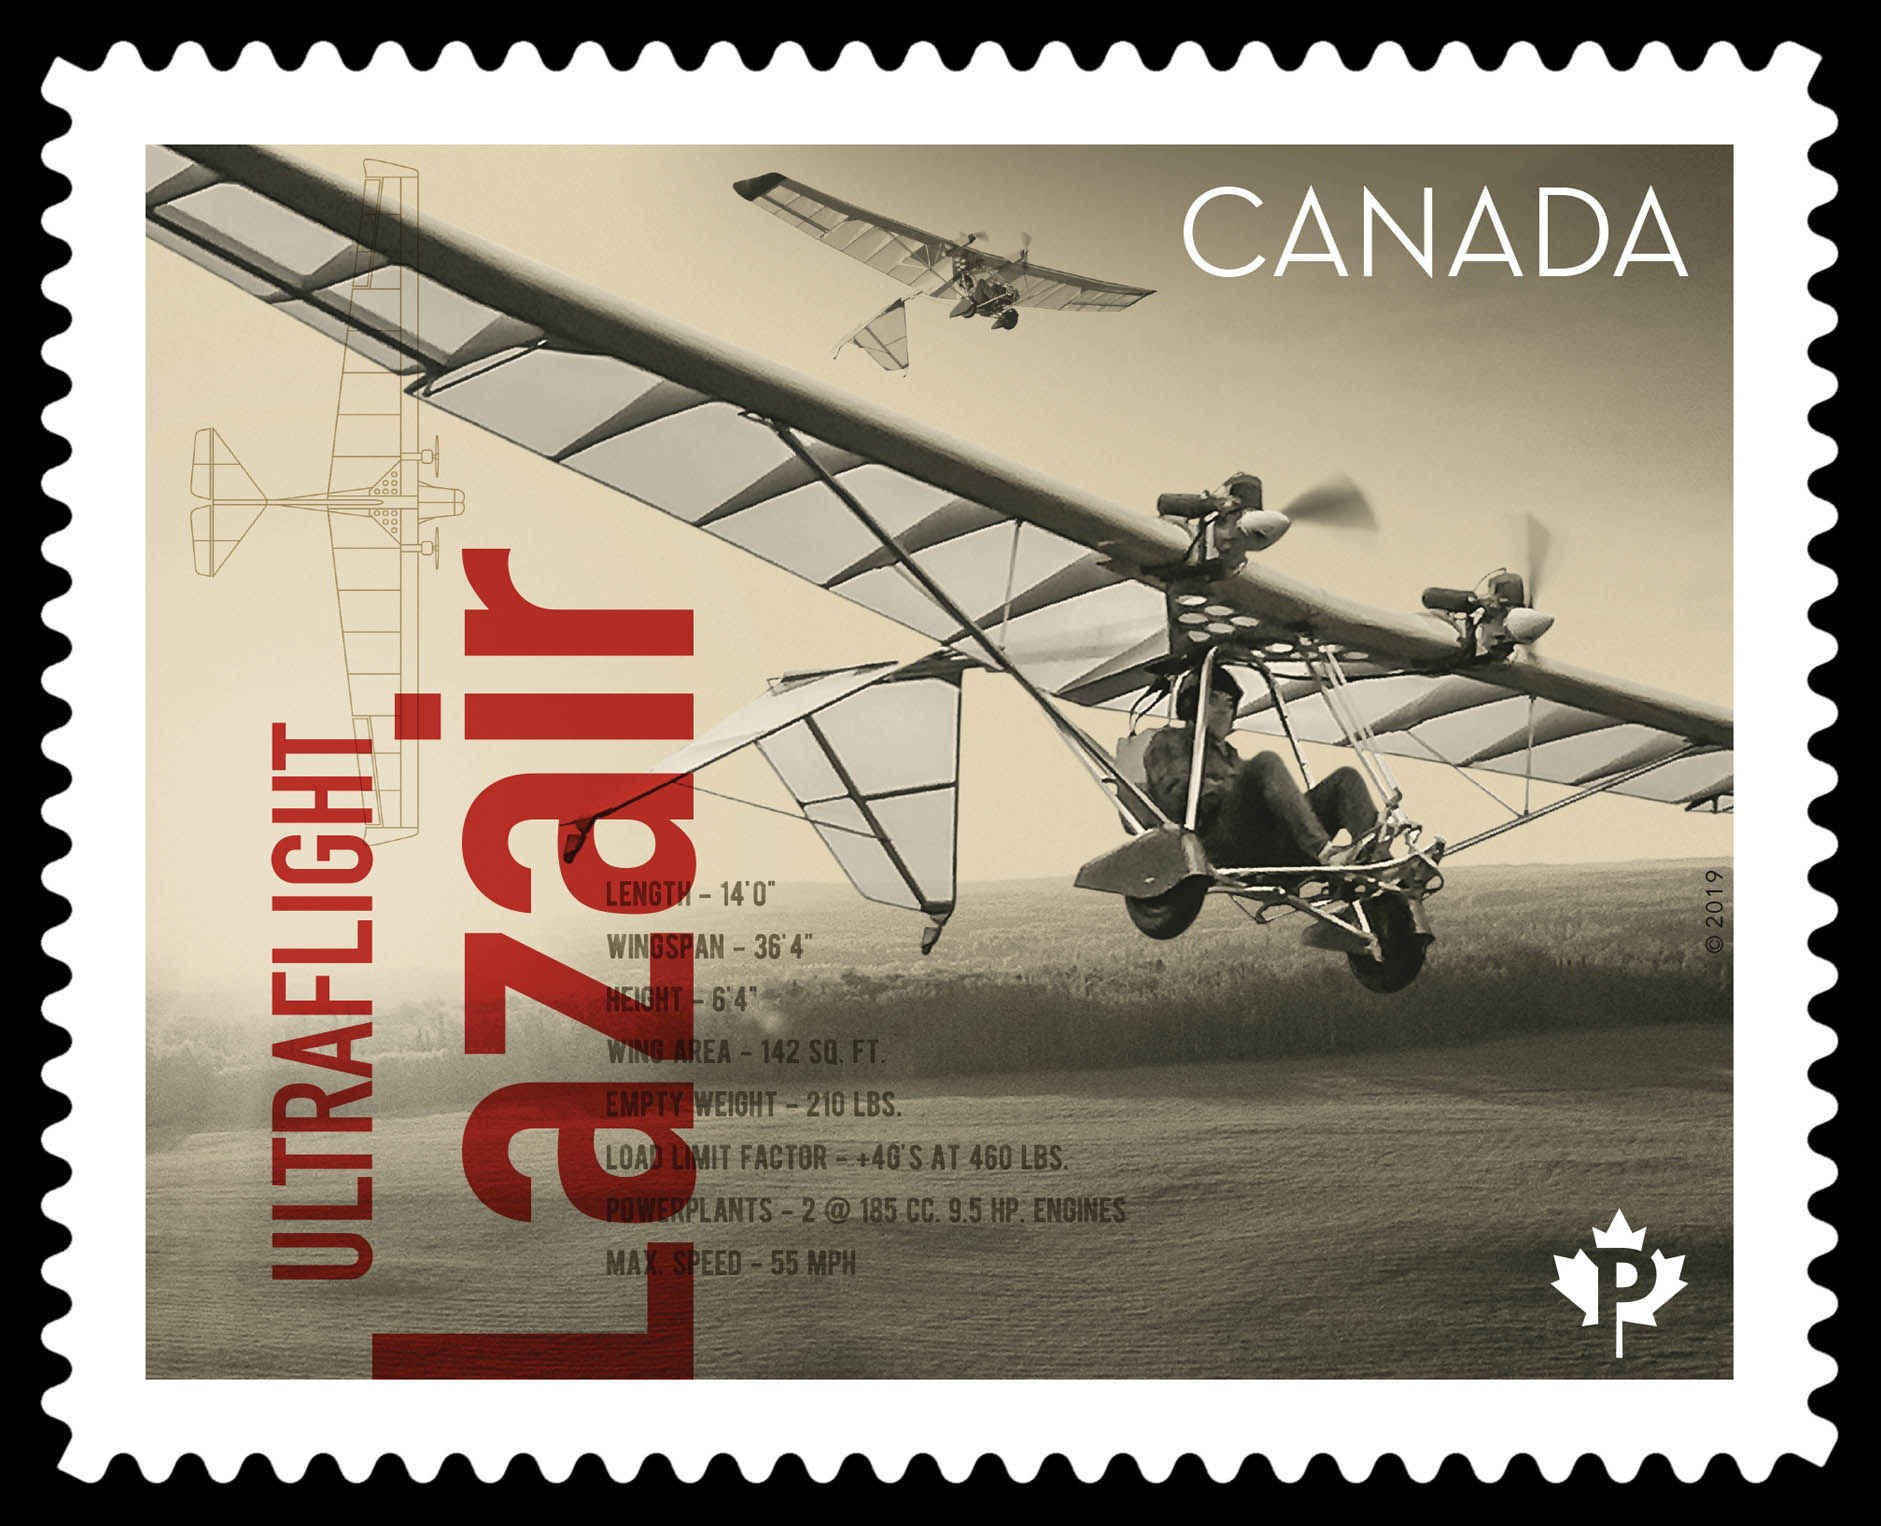 CANADA
ULTRAFLIGHT
Lazair
LENGTH – 14'0"
WINGSPAN – 36'4"
HEIGHT – 6'4"
WING AREA – 142 SQ. FT.
EMPTY WEIGHT – 210 LBS.
LOAD LIMIT FACTOR – +4G'S AT 460 LBS.
POWERPLANTS – 2 @ 185 CC. 9.5 HP. ENGINES
MAX. SPEED – 55 MPH
© 2019
P